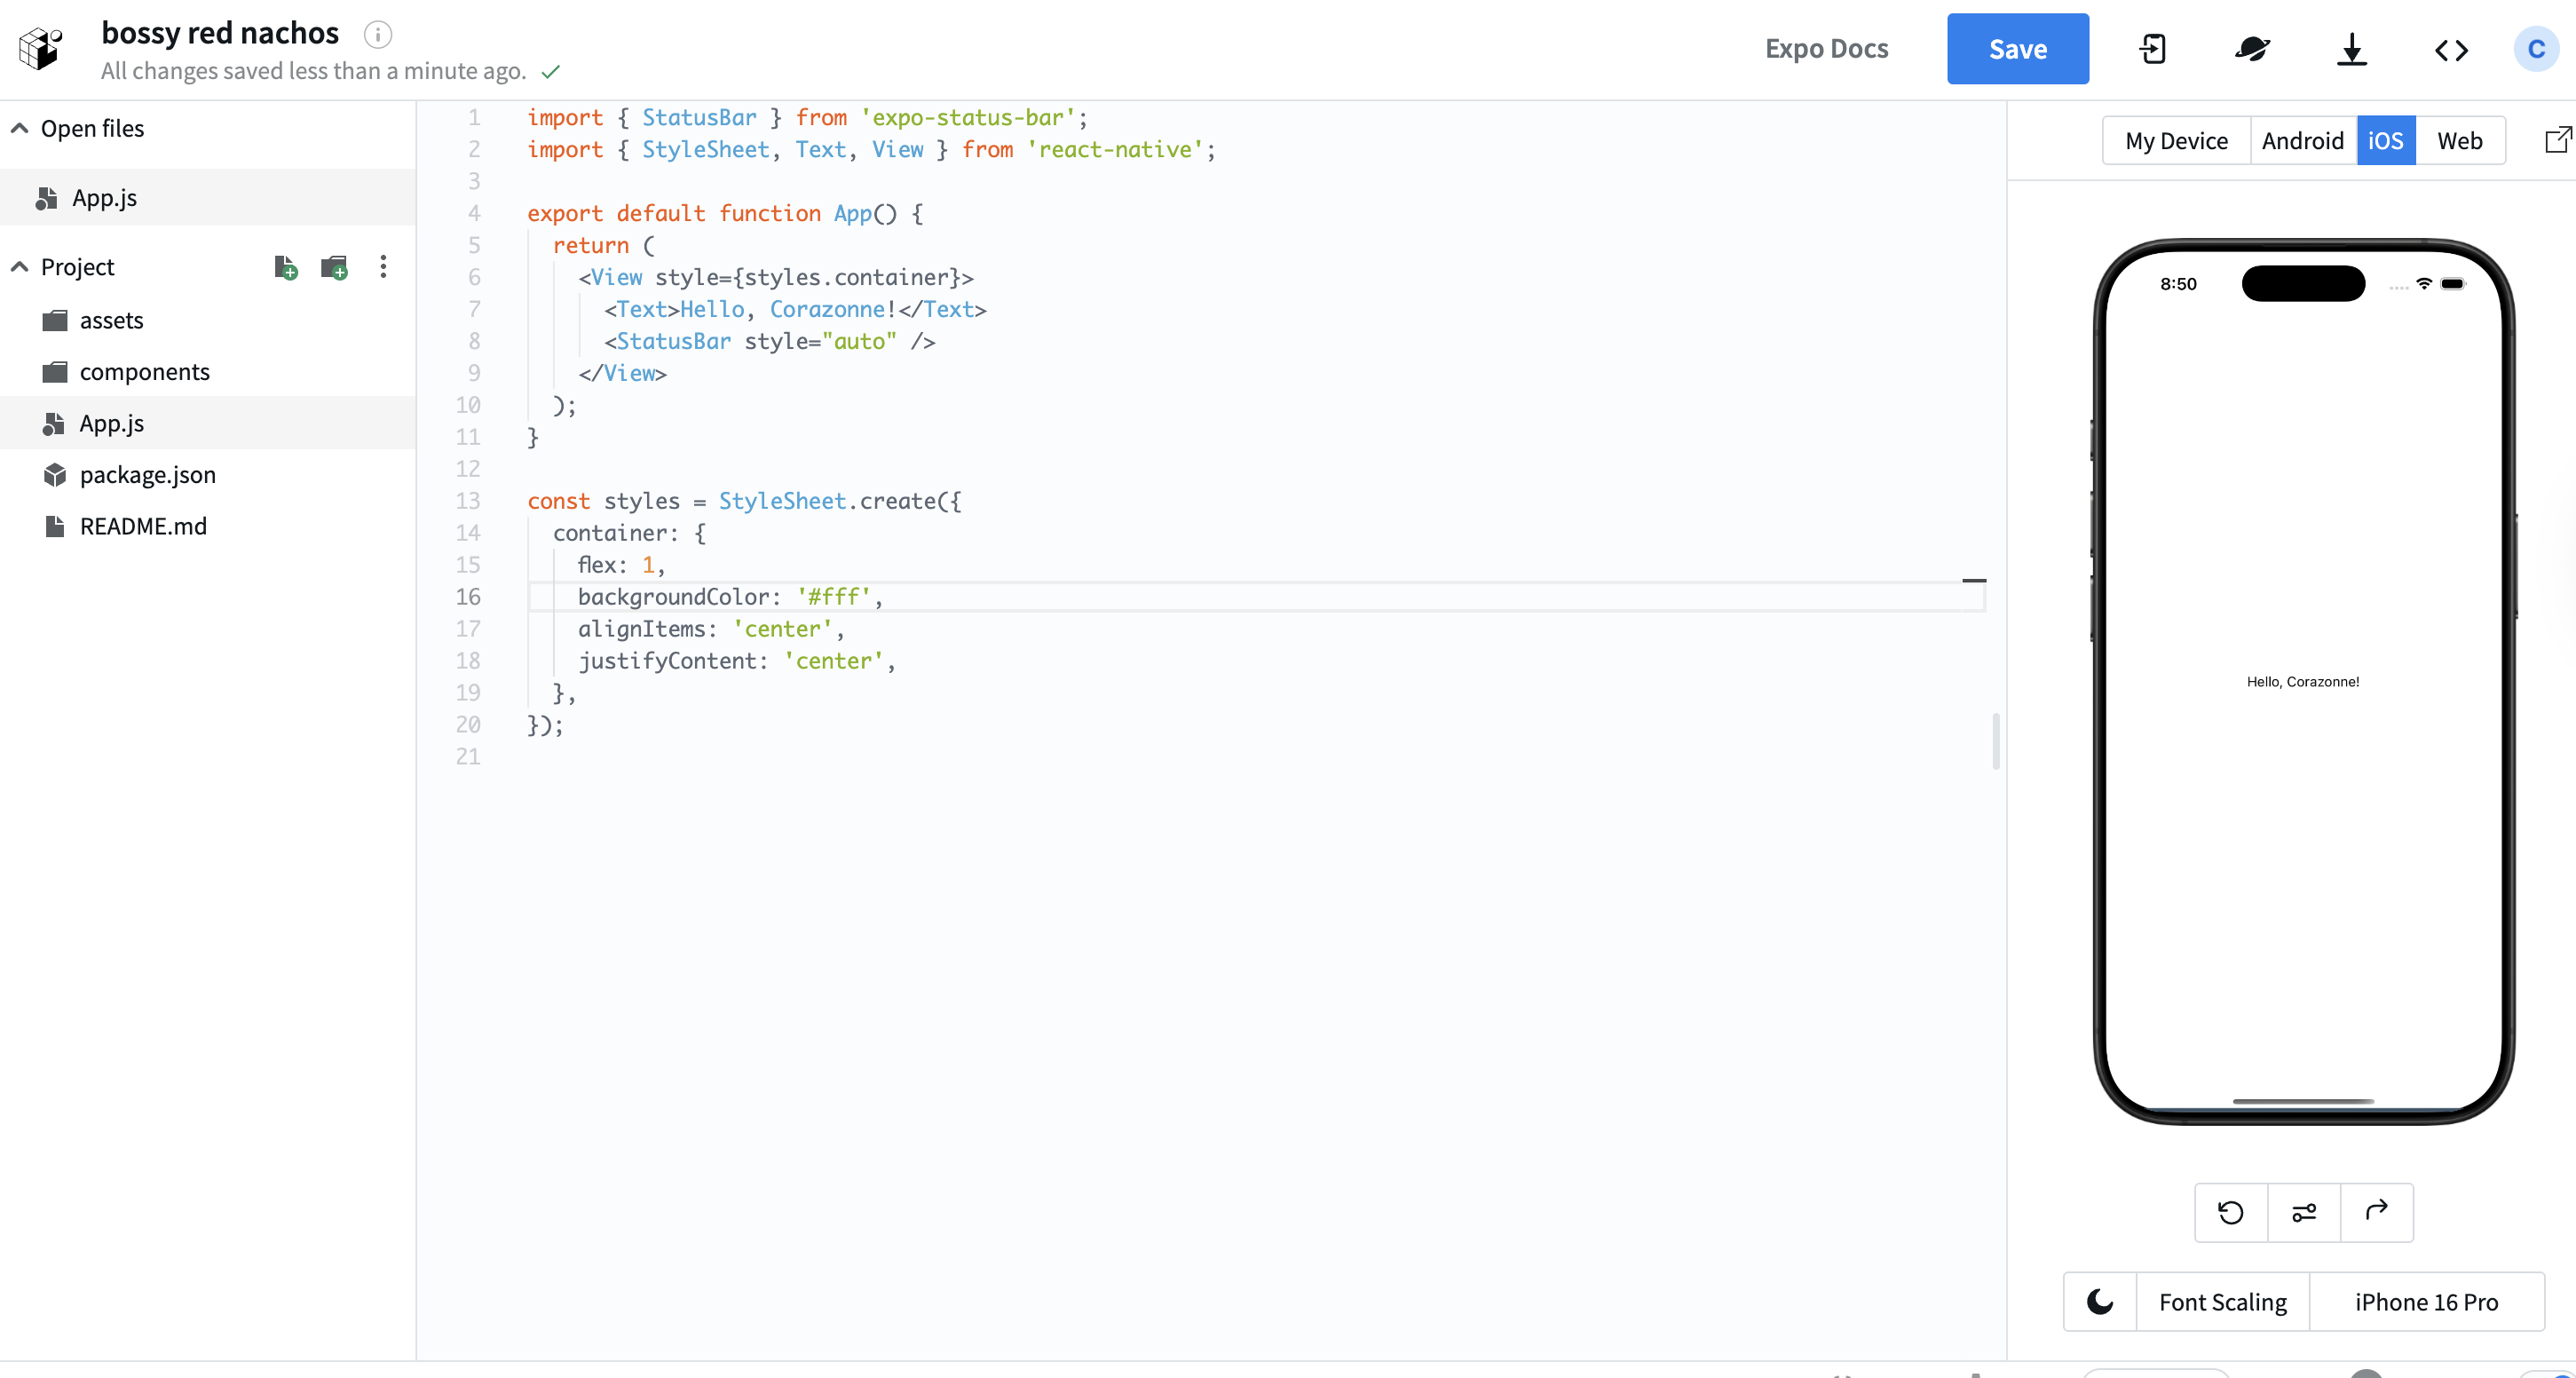 bossy red nachos
All changes saved less than a minute ago.
Expo Docs
Save
C
Open files
App.js
Project
assets
components
App.js
package.json
README.md
1 import { StatusBar } from 'expo-status-bar';
2 import { StyleSheet, Text, View } from 'react-native';
3
4 export default function App() {
5   return (
6     <View style={styles.container}>
7       <Text>Hello, Corazonne!</Text>
8       <StatusBar style="auto" />
9     </View>
10   );
11 }
12
13 const styles = StyleSheet.create({
14   container: {
15     flex: 1,
16     backgroundColor: '#fff',
17     alignItems: 'center',
18     justifyContent: 'center',
19   },
20 });
21
My Device Android iOS Web
8:50
Hello, Corazonne!
Font Scaling iPhone 16 Pro